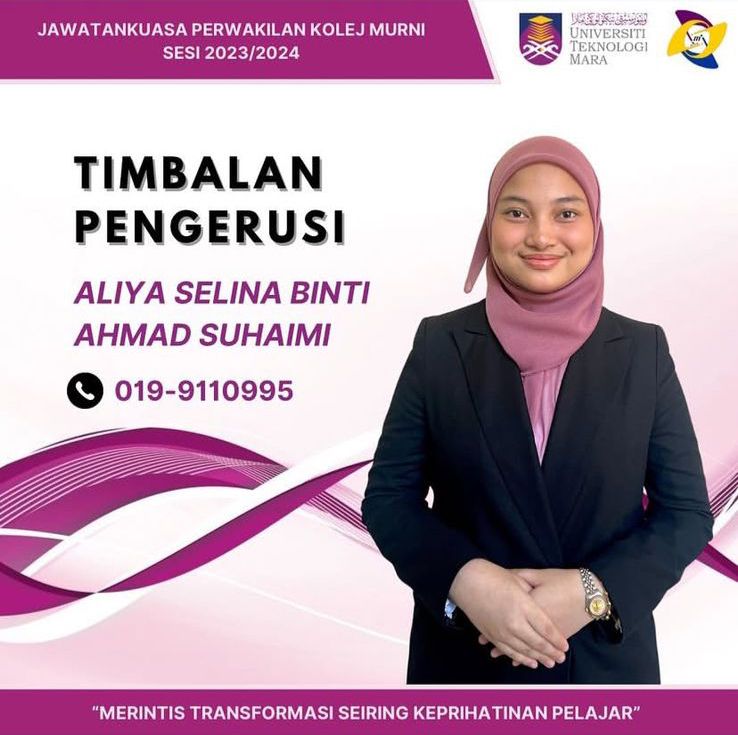 JAWATANKUASA PERWAKILAN KOLEJ MURNI
SESI 2023/2024
UNIVERSITI
TEKNOLOGI
MARA
TIMBALAN
PENGERUSI
ALIYA SELINA BINTI
AHMAD SUHAIMI
019-9110995
“MERINTIS TRANSFORMASI SEIRING KEPRIHATINAN PELAJAR”